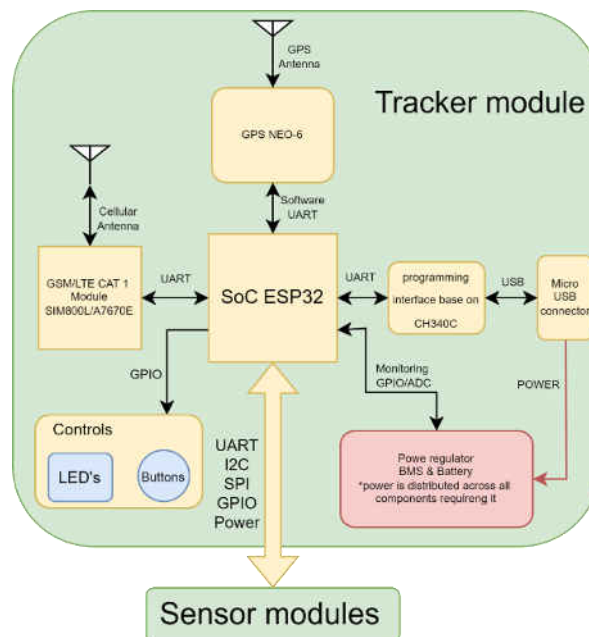 GPS
Antenna
Tracker module
GPS NEO-6
Cellular
Antenna
Software
UART
GSM/LTE CAT 1
Module
SIM800L/A7670E
UART
SoC ESP32
UART
programming
interface base on
CH340C
USB
Micro
USB
connector
GPIO
Monitoring
GPIO/ADC
POWER
Controls
LED's
Buttons
UART
I2C
SPI
GPIO
Power
Powe regulator
BMS & Battery
*power is distributed across all
components requireng it
Sensor modules